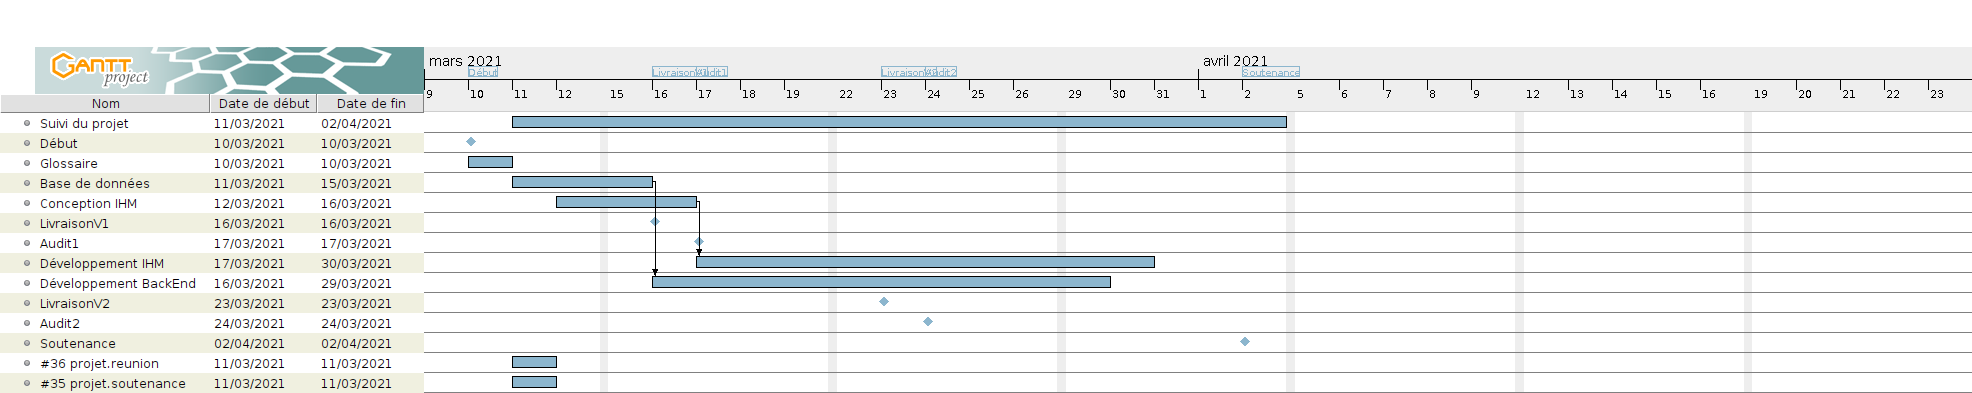 GANTT project
mars 2021 avril 2021
Début LivraisonV1 Audit1 LivraisonV2 Audit2 Soutenance
9 10 11 12 15 16 17 18 19 22 23 24 25 26 29 30 31 1 2 5 6 7 8 9 12 13 14 15 16 19 20 21 22 23
Nom Date de début Date de fin
Suivi du projet 11/03/2021 02/04/2021
Début 10/03/2021 10/03/2021
Glossaire 10/03/2021 10/03/2021
Base de données 11/03/2021 15/03/2021
Conception IHM 12/03/2021 16/03/2021
LivraisonV1 16/03/2021 16/03/2021
Audit1 17/03/2021 17/03/2021
Développement IHM 17/03/2021 30/03/2021
Développement BackEnd 16/03/2021 29/03/2021
LivraisonV2 23/03/2021 23/03/2021
Audit2 24/03/2021 24/03/2021
Soutenance 02/04/2021 02/04/2021
#36 projet.reunion 11/03/2021 11/03/2021
#35 projet.soutenance 11/03/2021 11/03/2021